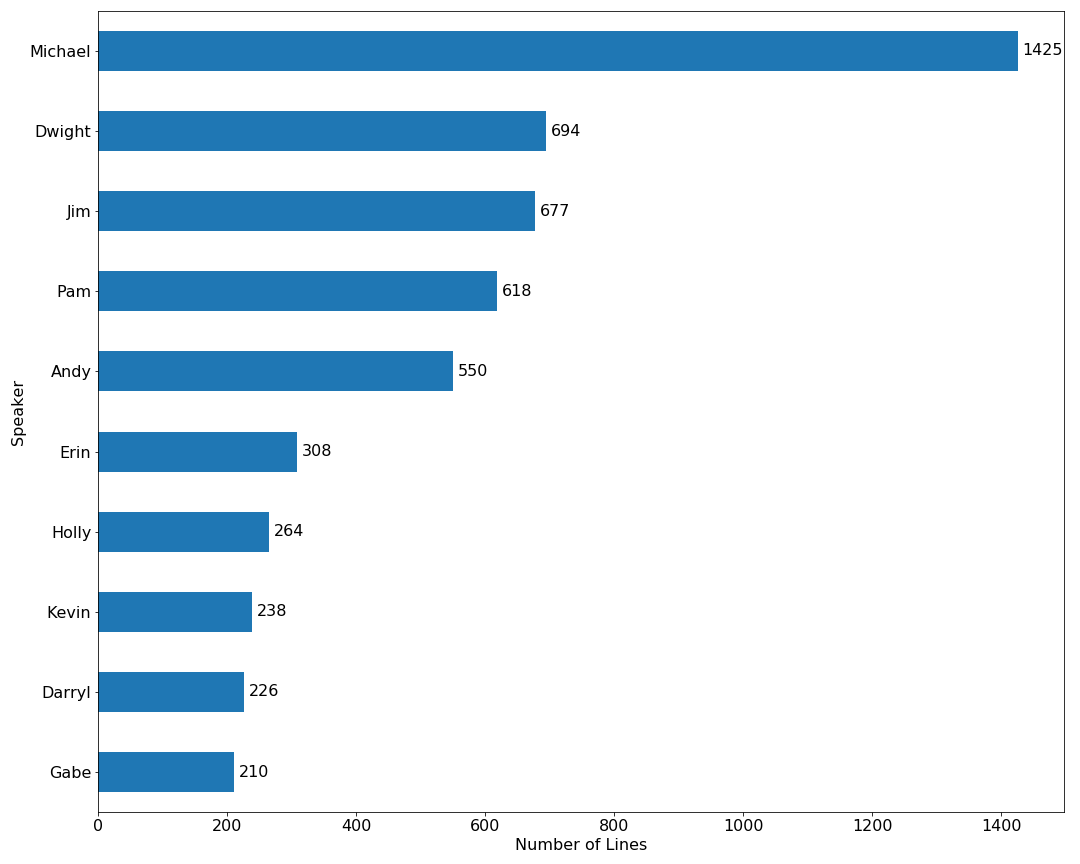 Michael 1425
Dwight 694
Jim 677
Pam 618
Andy 550
Erin 308
Holly 264
Kevin 238
Darryl 226
Gabe 210
Speaker
0 200 400 600 800 1000 1200 1400
Number of Lines